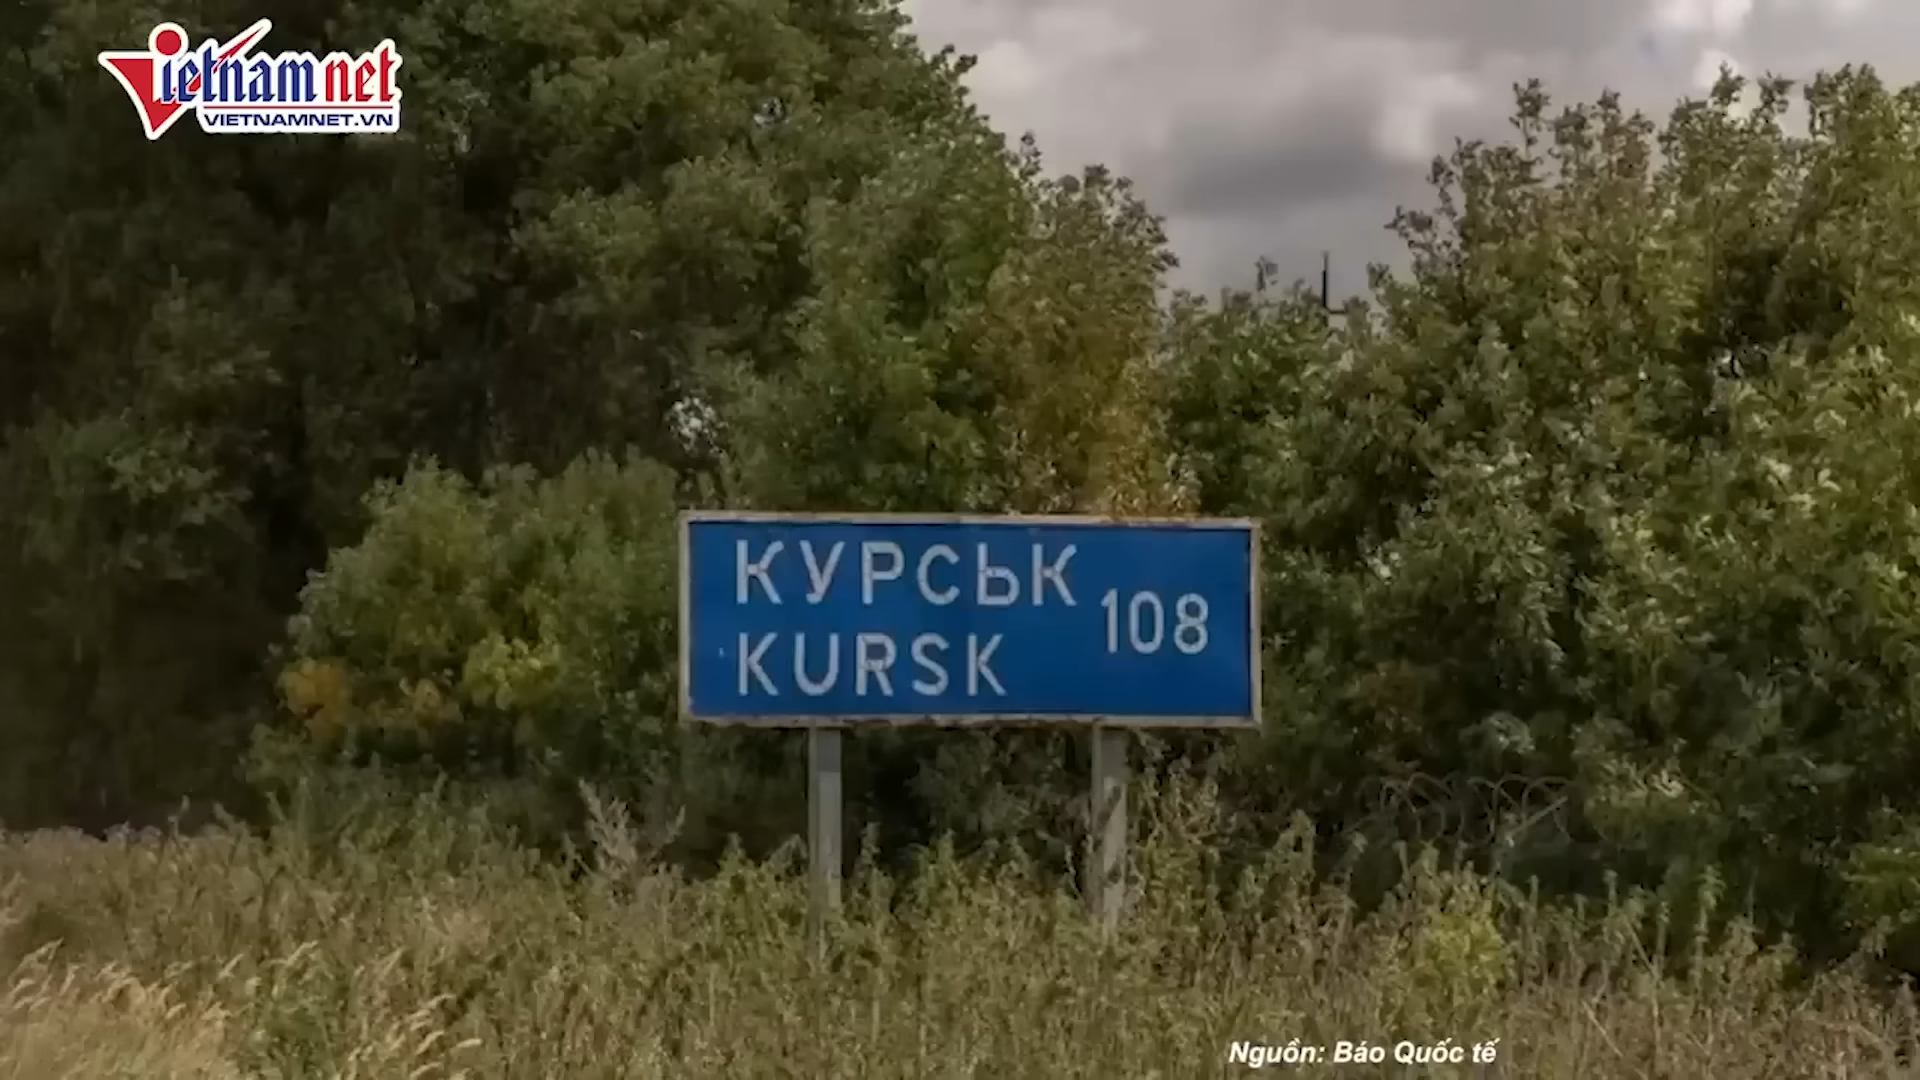 Vietnamnet
VIETNAMNET.VN
КУРСЬК
KURSK
108
Nguồn: Báo Quốc tế